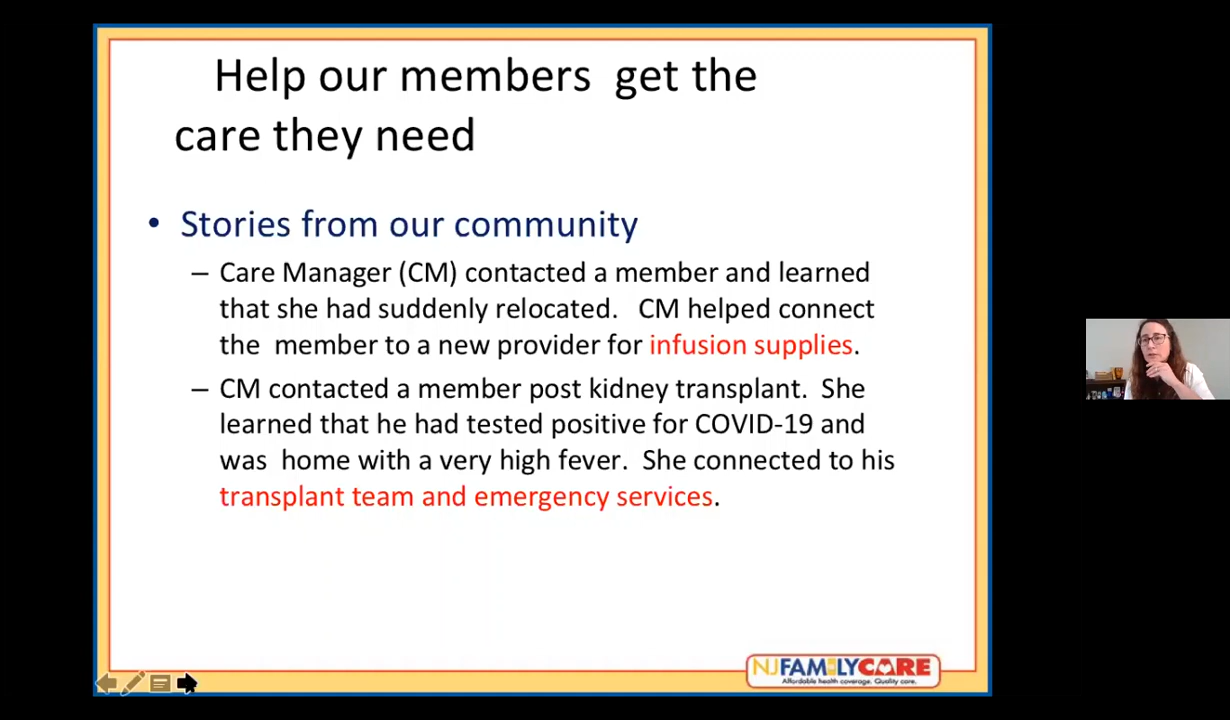 Help our members  get the
care they need
• Stories from our community
– Care Manager (CM) contacted a member and learned
that she had suddenly relocated.   CM helped connect
the  member to a new provider for infusion supplies.
– CM contacted a member post kidney transplant.  She
learned that he had tested positive for COVID-19 and
was  home with a very high fever.  She connected to his
transplant team and emergency services.
NJFAMILYCARE
Affordable health coverage. Quality care.